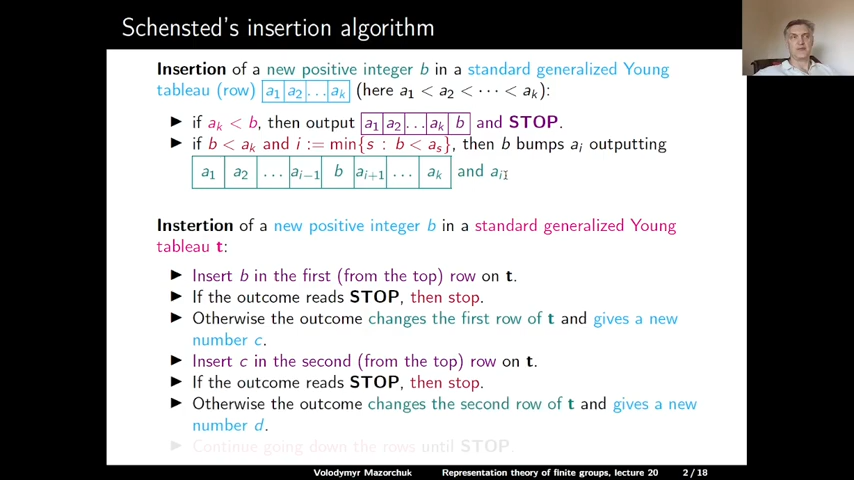 Schensted's insertion algorithm
Insertion of a new positive integer b in a standard generalized Young
tableau (row) a₁ a₂ ... aₖ (here a₁ < a₂ < ··· < aₖ):
▶ if aₖ < b, then output a₁ a₂ ... aₖ b and STOP.
▶ if b < aₖ and i := min{s : b < aₛ}, then b bumps aᵢ outputting
a₁ a₂ ... aᵢ₋₁ b aᵢ₊₁ ... aₖ and aᵢ
Instertion of a new positive integer b in a standard generalized Young
tableau t:
▶ Insert b in the first (from the top) row on t.
▶ If the outcome reads STOP, then stop.
▶ Otherwise the outcome changes the first row of t and gives a new
number c.
▶ Insert c in the second (from the top) row on t.
▶ If the outcome reads STOP, then stop.
▶ Otherwise the outcome changes the second row of t and gives a new
number d.
▶ Continue going down the rows until STOP.
Volodymyr Mazorchuk Representation theory of finite groups, lecture 20 2 / 18